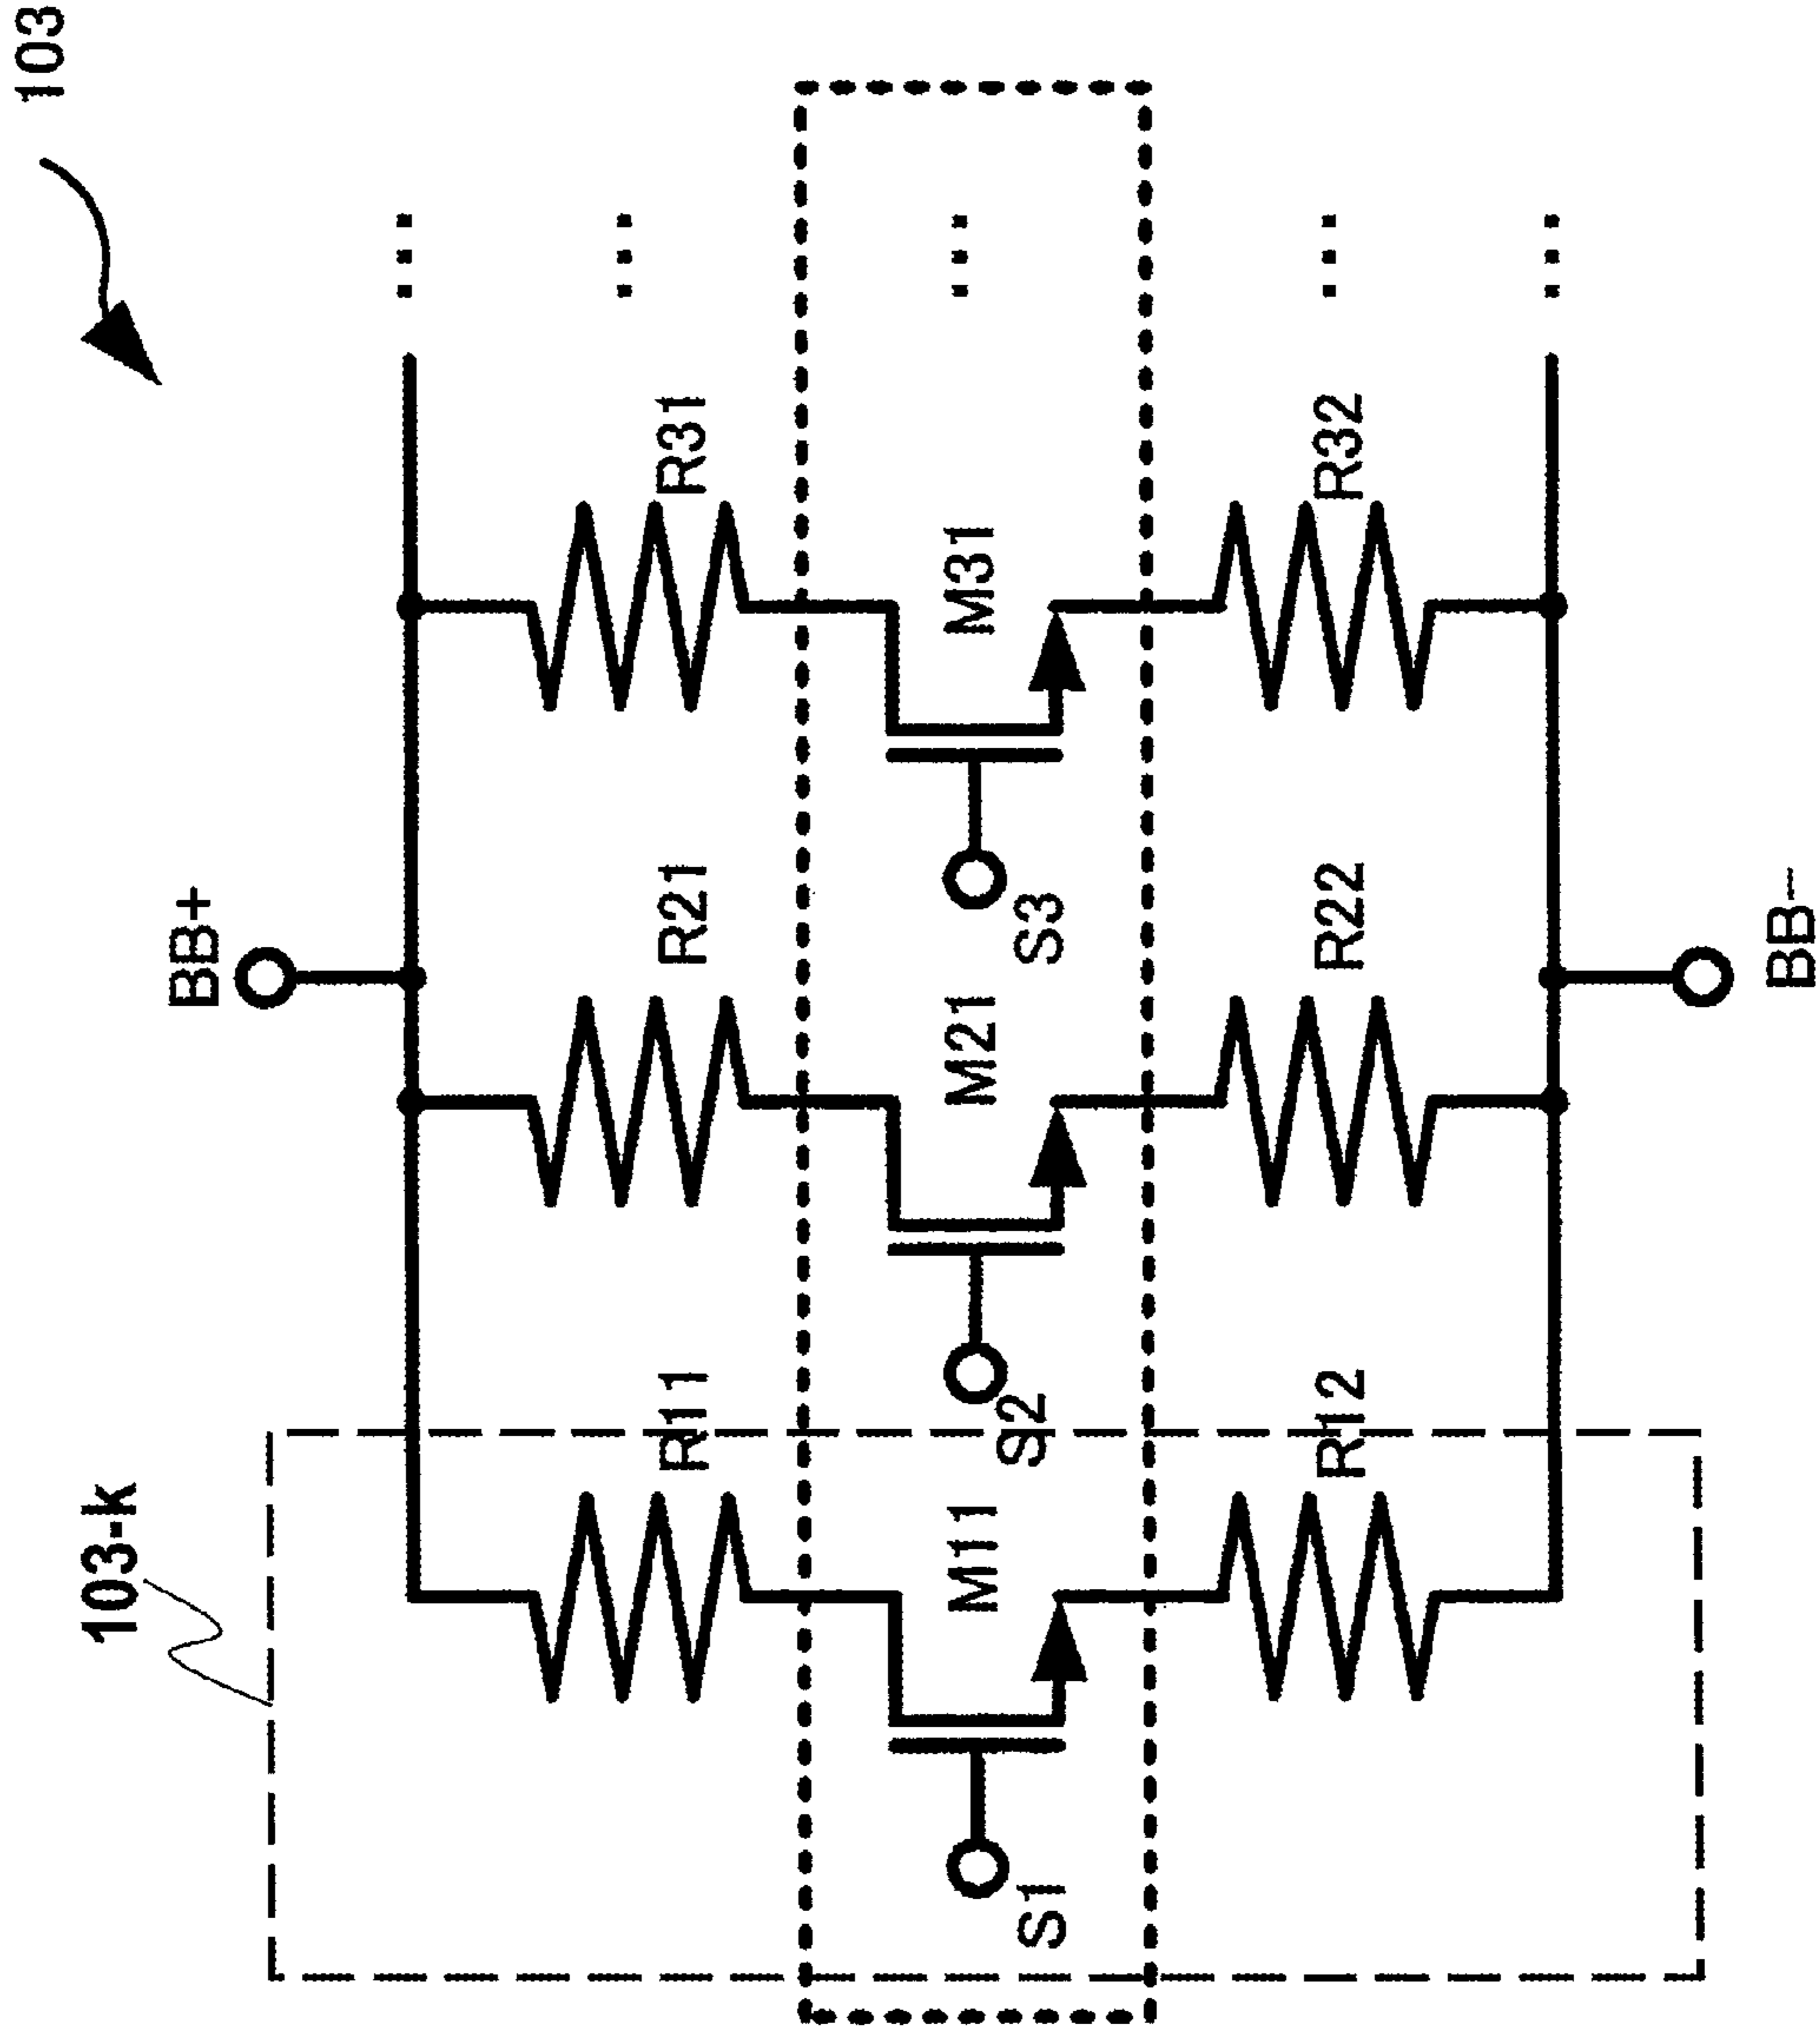 103
103-k
BB+
R11
R21
R31
M11
M21
M31
S1
S2
S3
R12
R22
R32
BB−